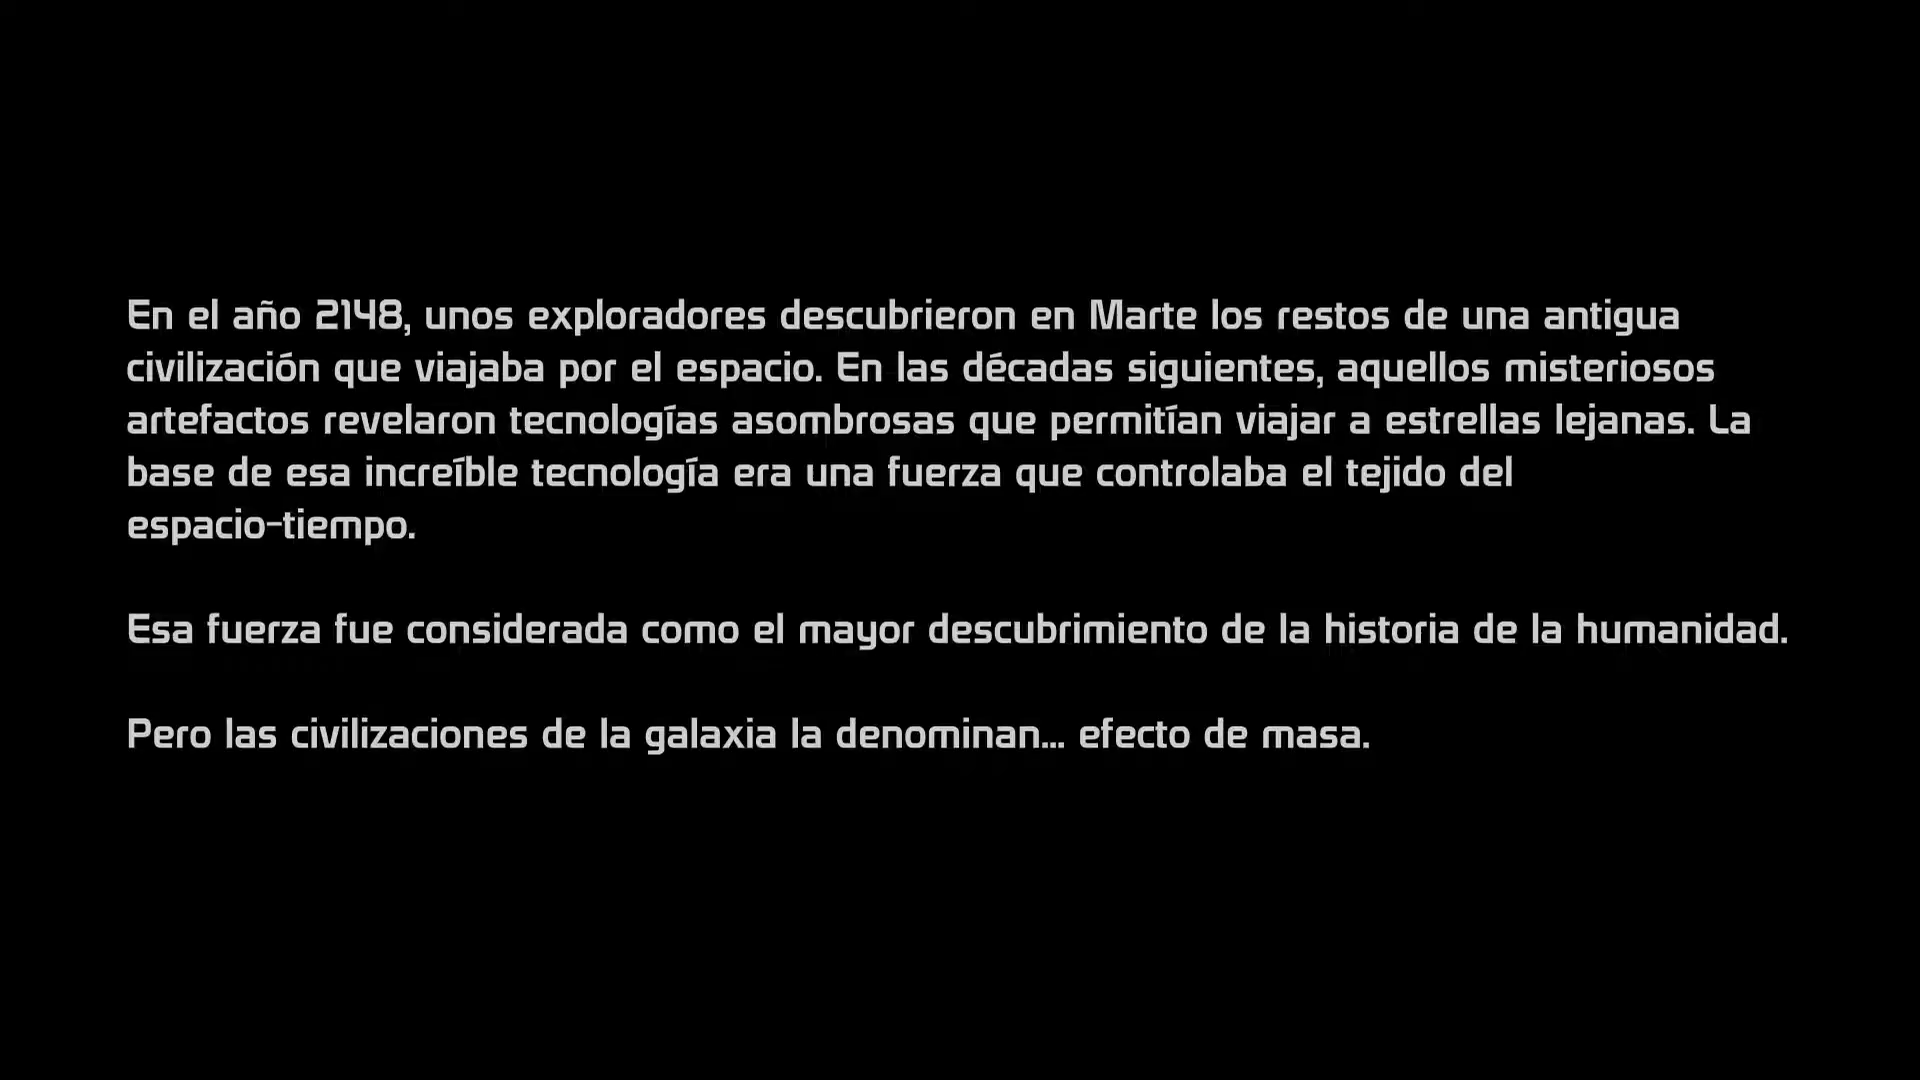 En el año 2148, unos exploradores descubrieron en Marte los restos de una antigua
civilización que viajaba por el espacio. En las décadas siguientes, aquellos misteriosos
artefactos revelaron tecnologías asombrosas que permitían viajar a estrellas lejanas. La
base de esa increíble tecnología era una fuerza que controlaba el tejido del
espacio-tiempo.
Esa fuerza fue considerada como el mayor descubrimiento de la historia de la humanidad.
Pero las civilizaciones de la galaxia la denominan... efecto de masa.